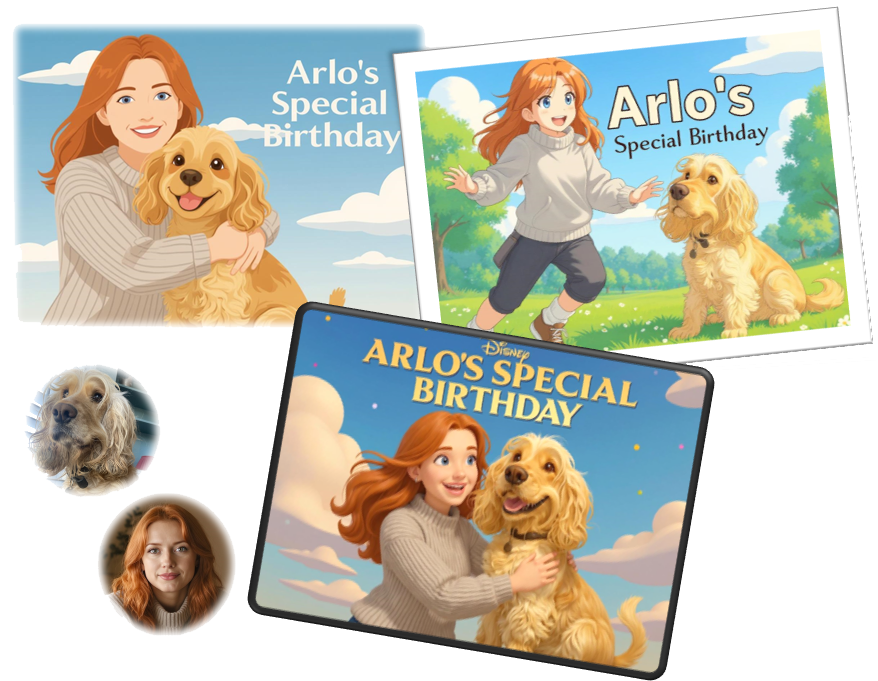 Arlo's
Special
Birthday
Arlo's
Special Birthday
Disney
ARLO'S SPECIAL
BIRTHDAY